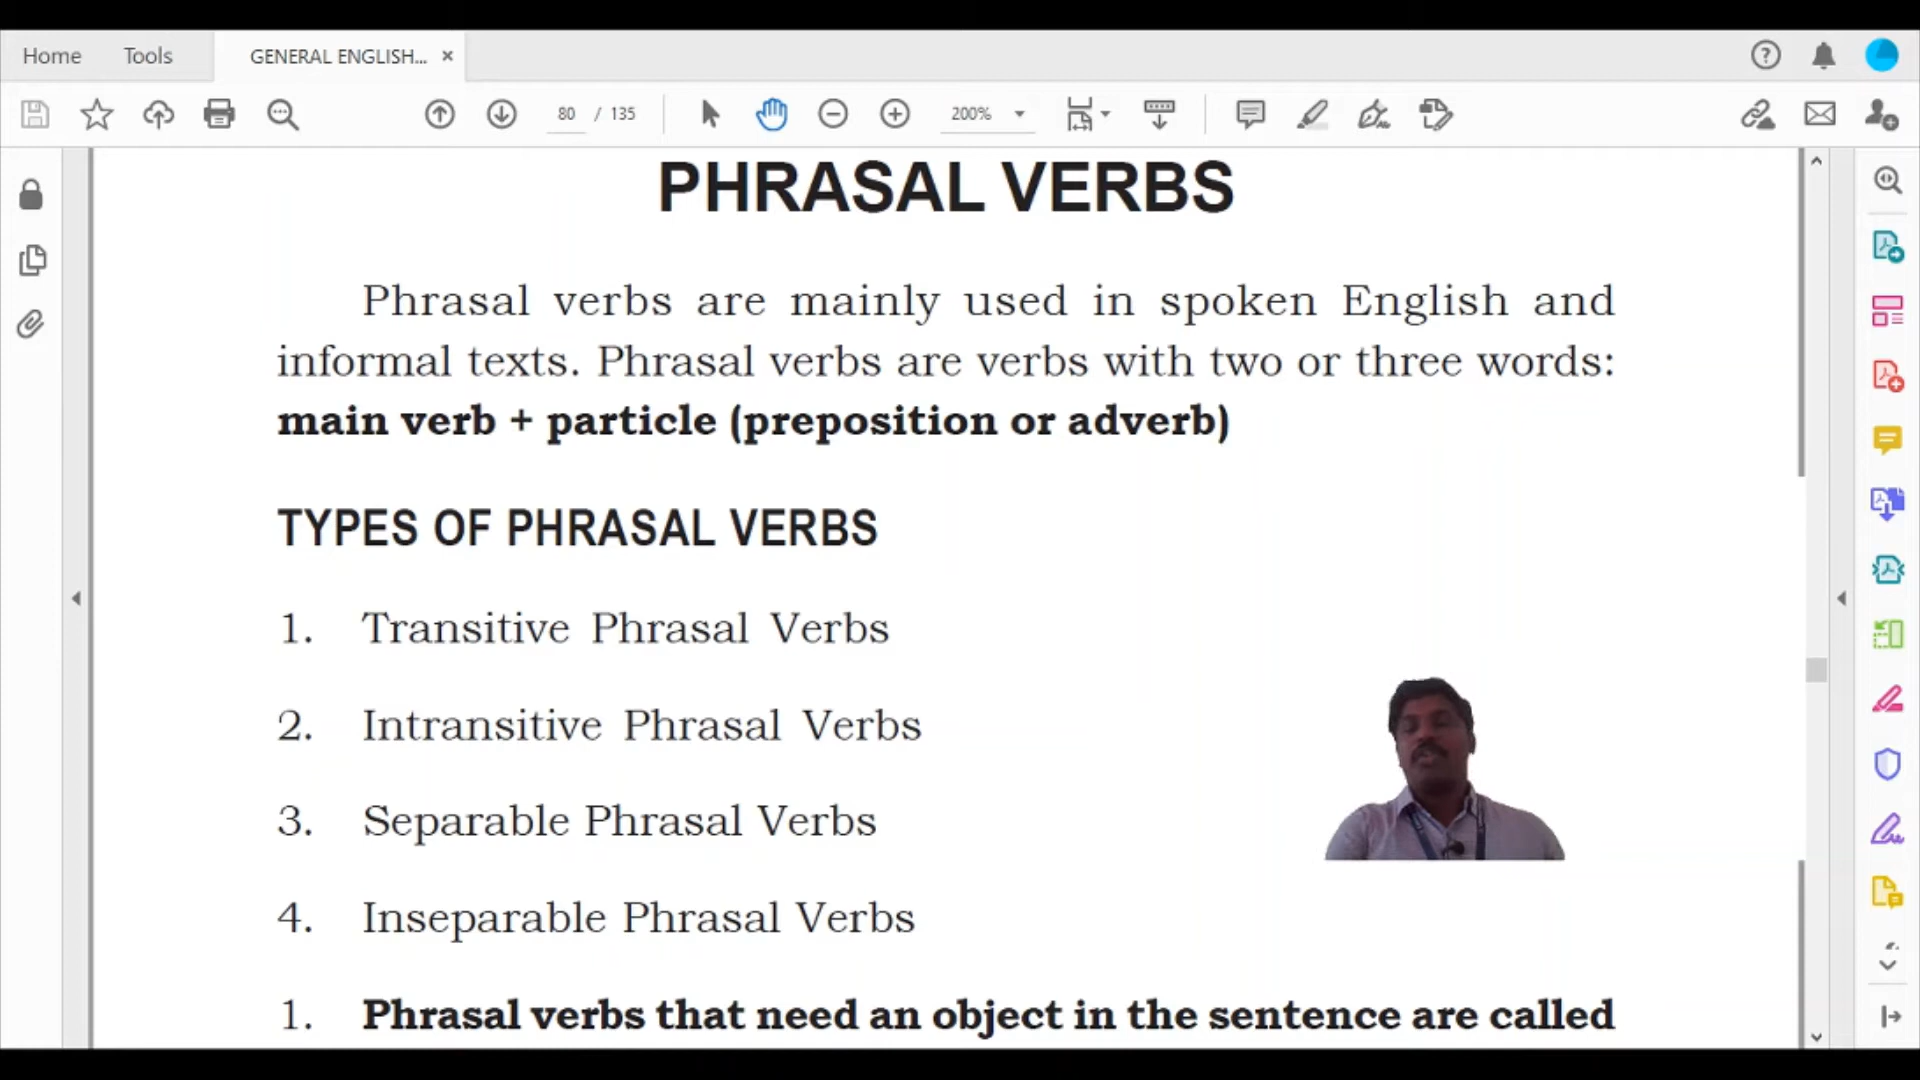 Home Tools GENERAL ENGLISH... ×
80 / 135 200%
PHRASAL VERBS
Phrasal verbs are mainly used in spoken English and
informal texts. Phrasal verbs are verbs with two or three words:
main verb + particle (preposition or adverb)
TYPES OF PHRASAL VERBS
1. Transitive Phrasal Verbs
2. Intransitive Phrasal Verbs
3. Separable Phrasal Verbs
4. Inseparable Phrasal Verbs
1. Phrasal verbs that need an object in the sentence are called